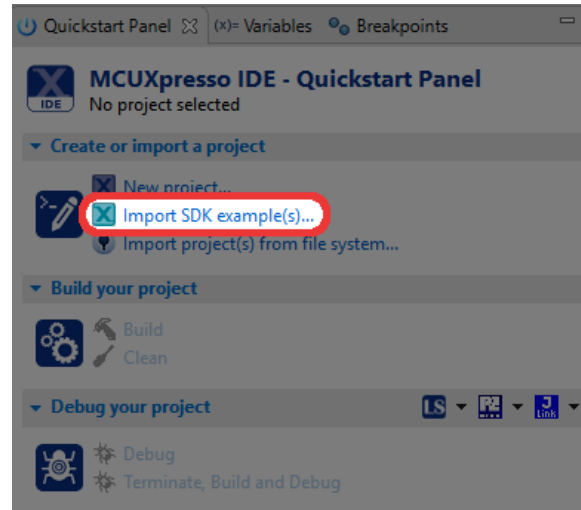 Quickstart Panel (x)= Variables Breakpoints
IDE
MCUXpresso IDE - Quickstart Panel
No project selected
Create or import a project
New project...
Import SDK example(s)...
Import project(s) from file system...
Build your project
Build
Clean
Debug your project
LS PE J Link
Debug
Terminate, Build and Debug